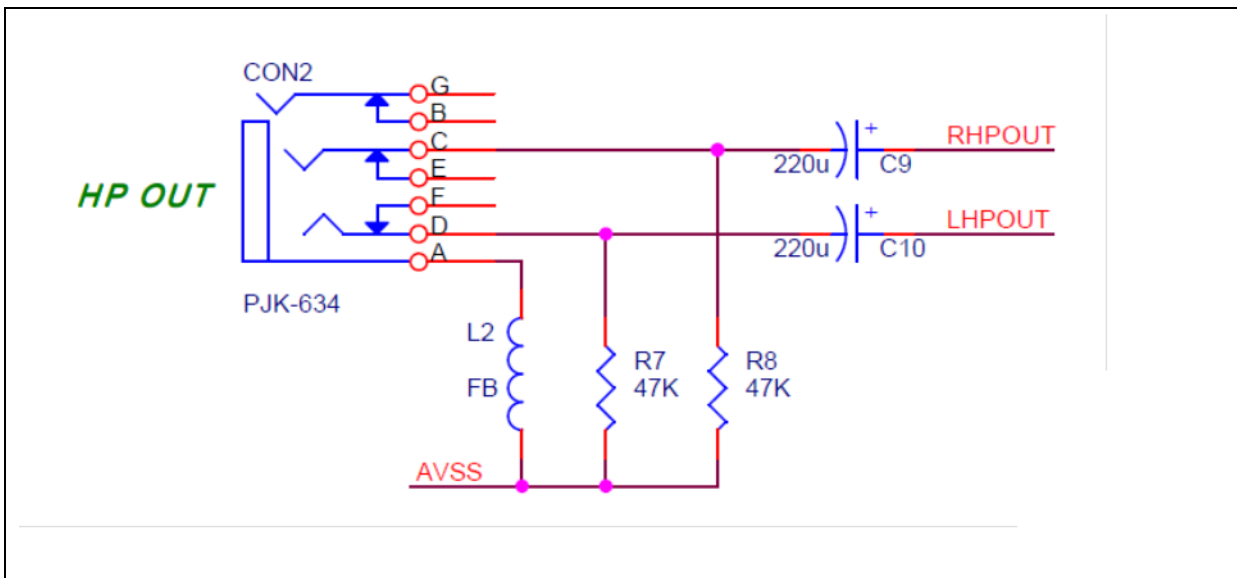 CON2
G
B
C
E
F
D
A
HP OUT
PJK-634
RHPOUT
+
220u
C9
LHPOUT
+
220u
C10
L2
FB
R7
47K
R8
47K
AVSS